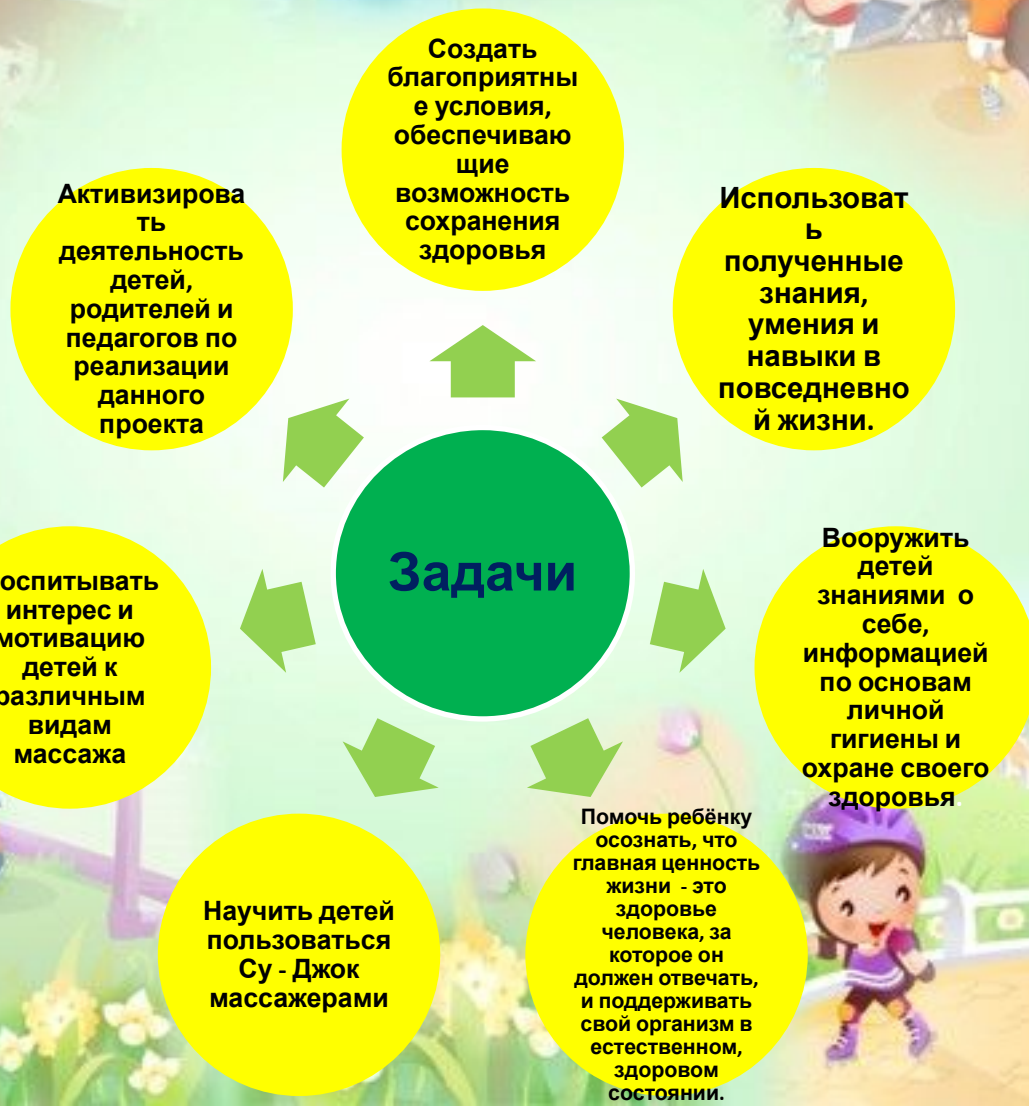 Создать
благоприятны
е условия,
обеспечиваю
щие
возможность
сохранения
здоровья
Активизирова
ть
деятельность
детей,
родителей и
педагогов по
реализации
данного
проекта
Использоват
ь
полученные
знания,
умения и
навыки в
повседневно
й жизни.
Задачи
оспитывать
интерес и
мотивацию
детей к
различным
видам
массажа
Вооружить
детей
знаниями о
себе,
информацией
по основам
личной
гигиены и
охране своего
здоровья.
Научить детей
пользоваться
Су - Джок
массажерами
Помочь ребёнку
осознать, что
главная ценность
жизни - это
здоровье
человека, за
которое он
должен отвечать,
и поддерживать
свой организм в
естественном,
здоровом
состоянии.